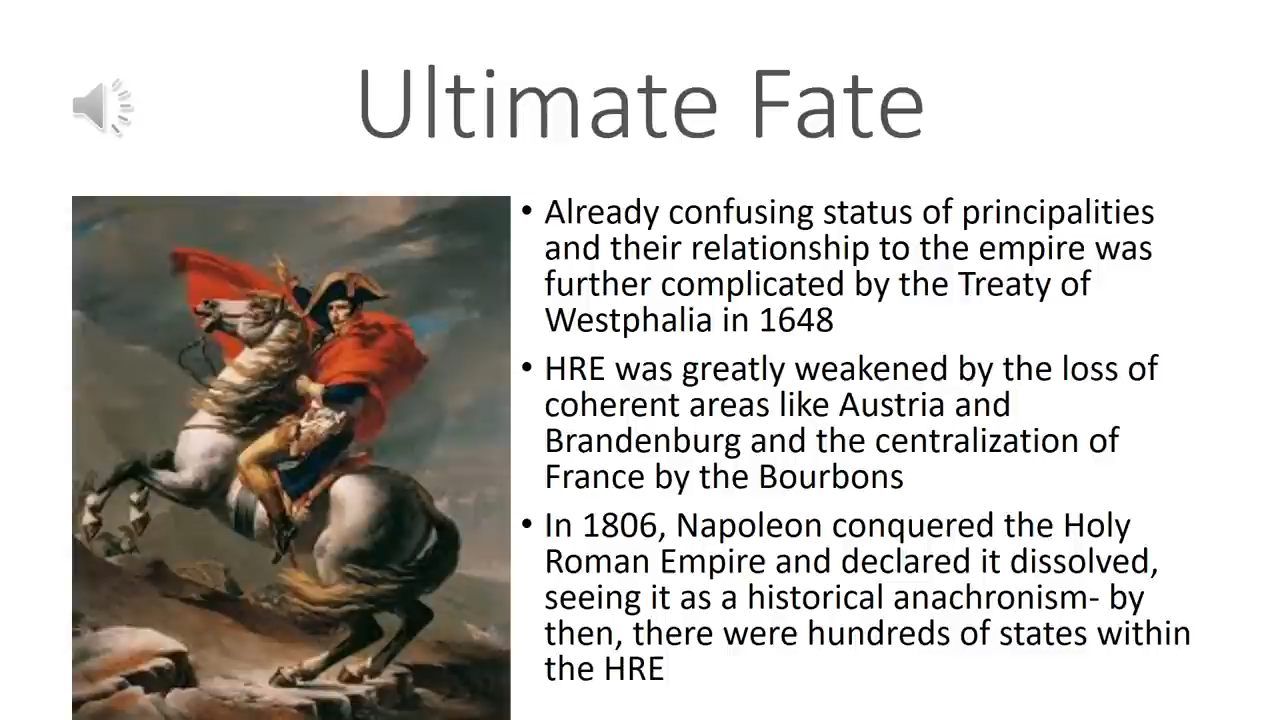 Ultimate Fate
• Already confusing status of principalities
and their relationship to the empire was
further complicated by the Treaty of
Westphalia in 1648
• HRE was greatly weakened by the loss of
coherent areas like Austria and
Brandenburg and the centralization of
France by the Bourbons
• In 1806, Napoleon conquered the Holy
Roman Empire and declared it dissolved,
seeing it as a historical anachronism- by
then, there were hundreds of states within
the HRE